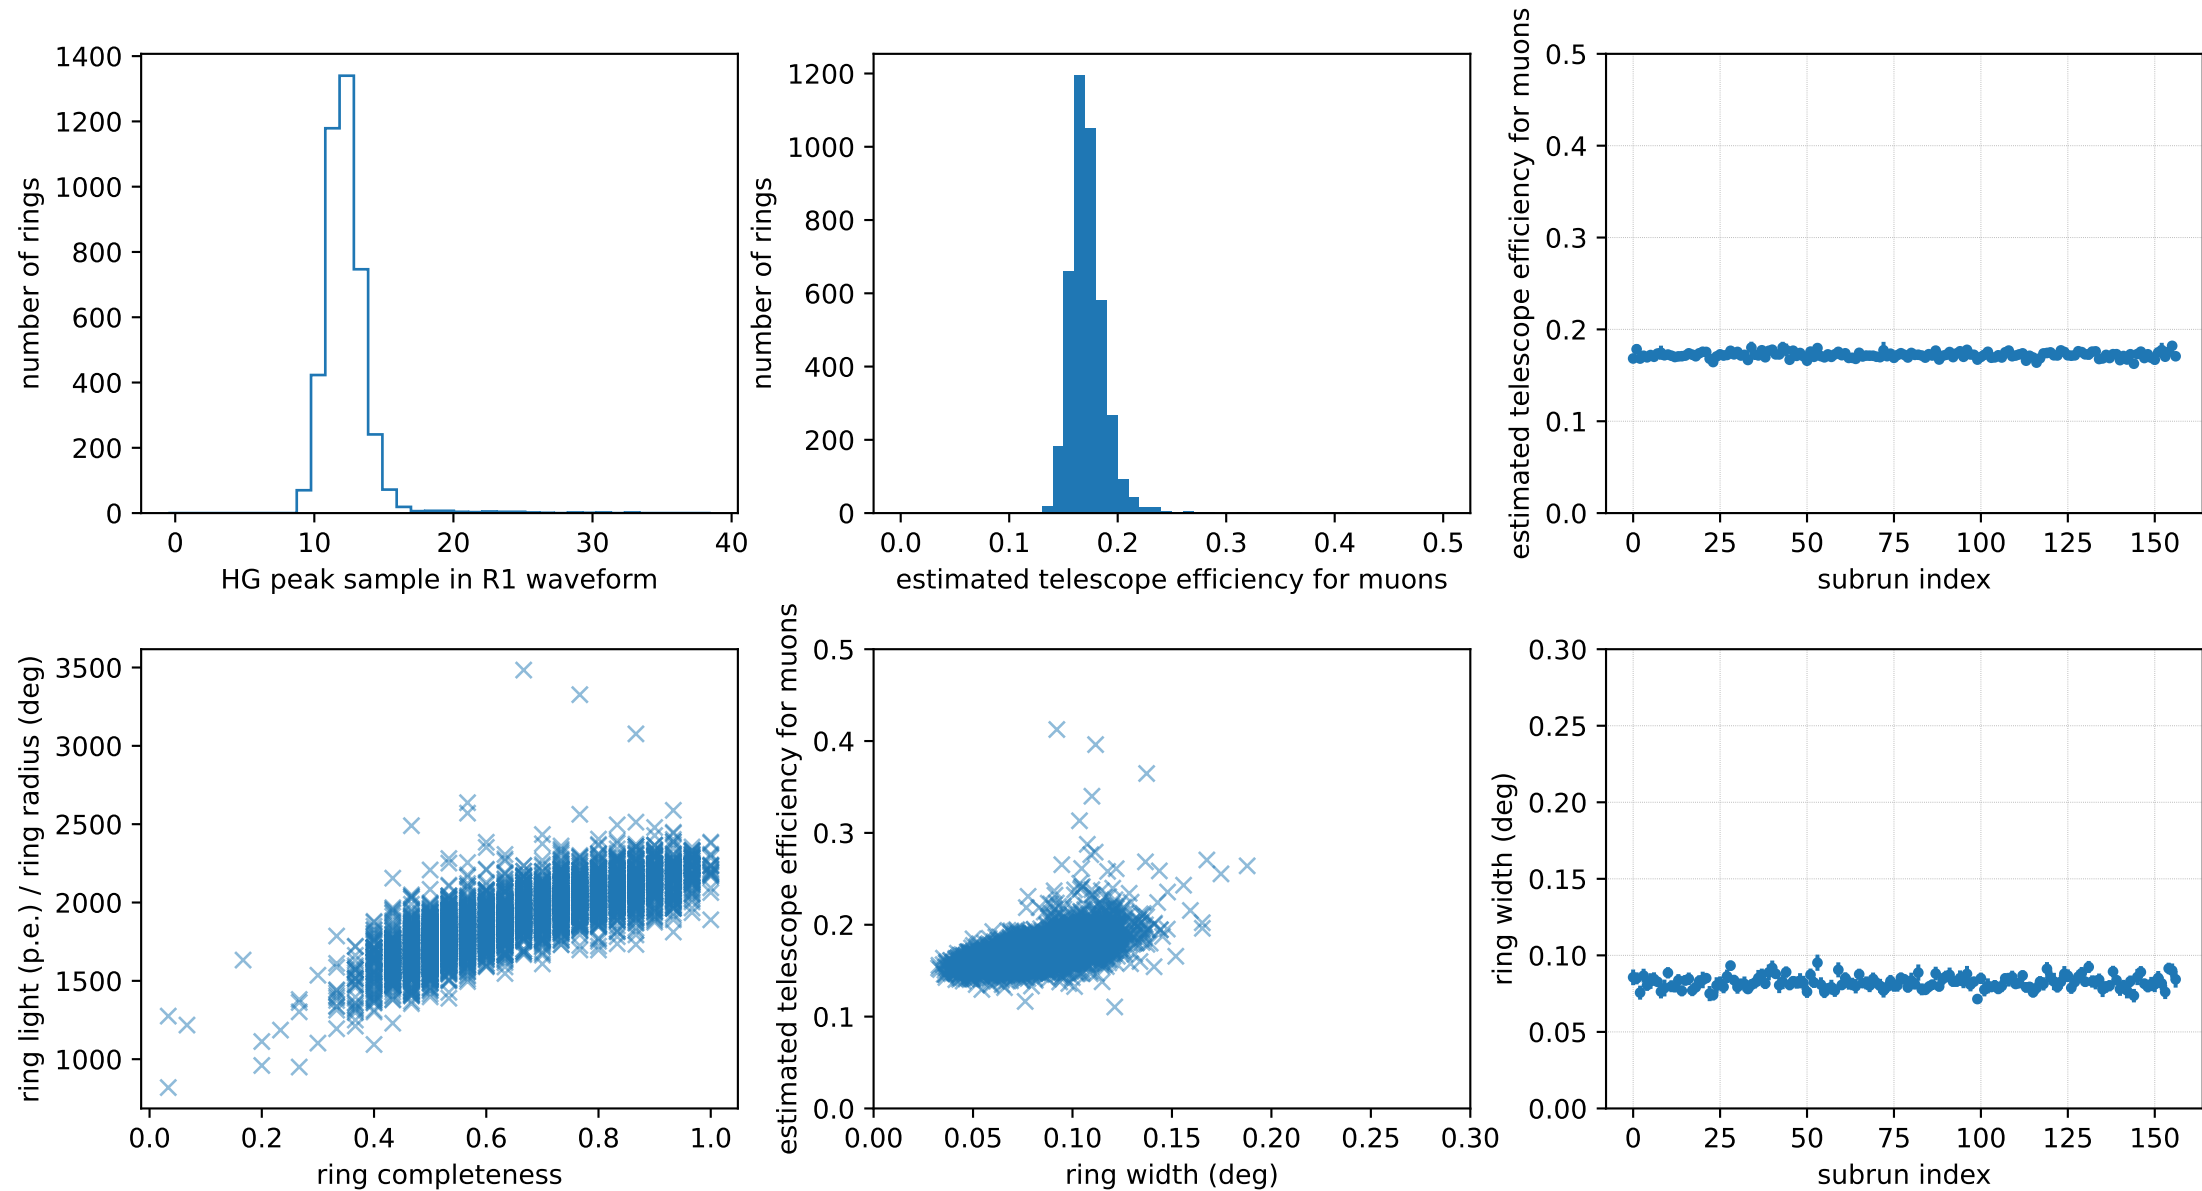 1400
1200
1000
800
600
400
200
0
number of rings
0 10 20 30 40
HG peak sample in R1 waveform
1200
1000
800
600
400
200
0
number of rings
0.0 0.1 0.2 0.3 0.4 0.5
estimated telescope efficiency for muons
0.5
0.4
0.3
0.2
0.1
0.0
estimated telescope efficiency for muons
0 25 50 75 100 125 150
subrun index
3500
3000
2500
2000
1500
1000
ring light (p.e.) / ring radius (deg)
0.0 0.2 0.4 0.6 0.8 1.0
ring completeness
0.5
0.4
0.3
0.2
0.1
0.0
estimated telescope efficiency for muons
0.00 0.05 0.10 0.15 0.20 0.25 0.30
ring width (deg)
0.30
0.25
0.20
0.15
0.10
0.05
0.00
ring width (deg)
0 25 50 75 100 125 150
subrun index